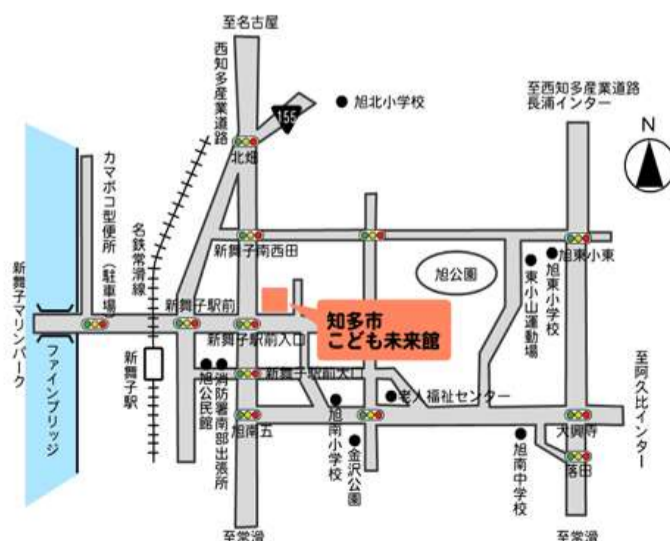 至名古屋
西知多産業道路
155
旭北小学校
至西知多産業道路
長浦インター
N
北畑
カマボコ型便所（駐車場）
名鉄常滑線
新舞子南西田
旭公園
旭東小東
旭東小学校
東小山運動場
新舞子マリンパーク
ファインブリッジ
新舞子駅前
新舞子駅前入口
知多市
こども未来館
新舞子駅
旭公民館
消防署南部出張所
新舞子駅前大口
老人福祉センター
至阿久比インター
旭南五
旭南小学校
金沢公園
旭南中学校
大興寺
落田
至常滑
至常滑